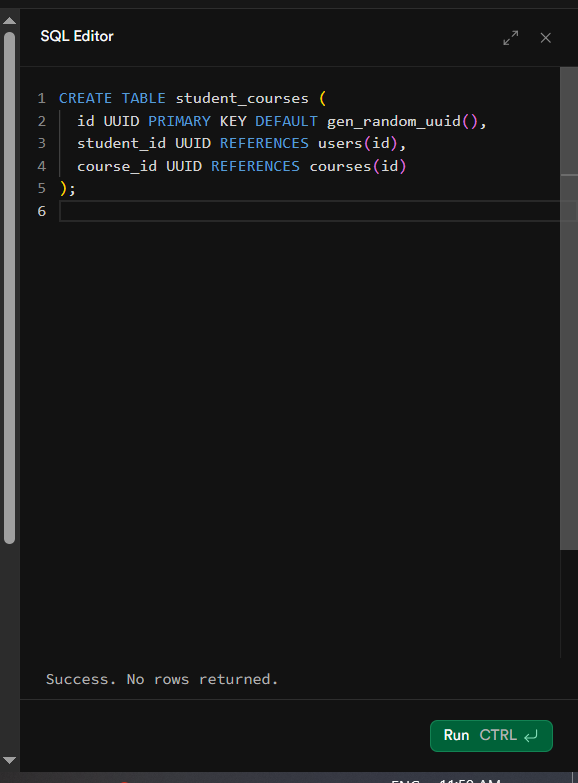 SQL Editor
1 CREATE TABLE student_courses (
2   id UUID PRIMARY KEY DEFAULT gen_random_uuid(),
3   student_id UUID REFERENCES users(id),
4   course_id UUID REFERENCES courses(id)
5 );
6
Success. No rows returned.
Run CTRL